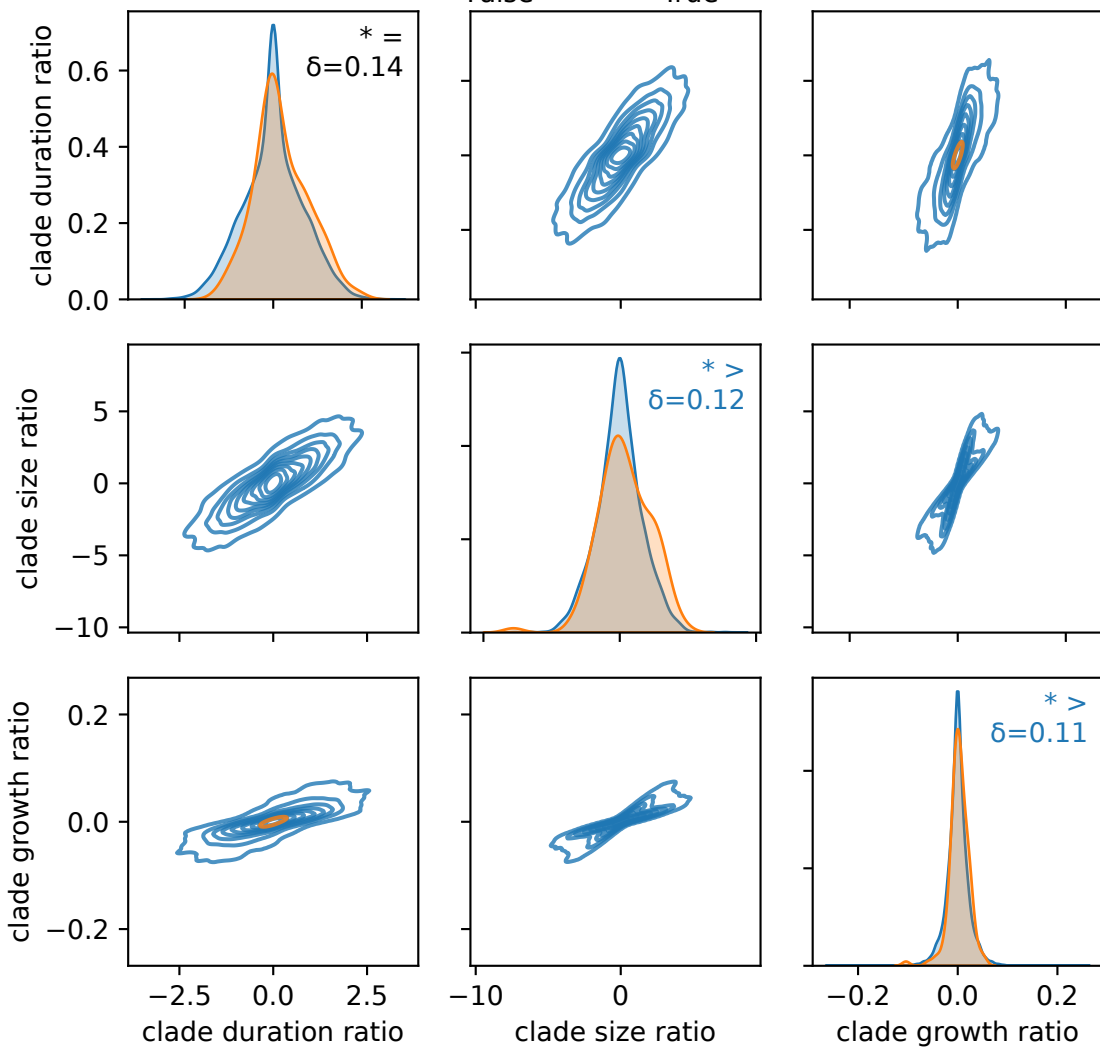 True
clade duration ratio
0.6
0.4
0.2
0.0
* =
δ=0.14
clade size ratio
5
0
−5
−10
* >
δ=0.12
clade growth ratio
0.2
0.0
−0.2
* >
δ=0.11
−2.5
0.0
2.5
−10
0
−0.2
0.0
0.2
clade duration ratio
clade size ratio
clade growth ratio